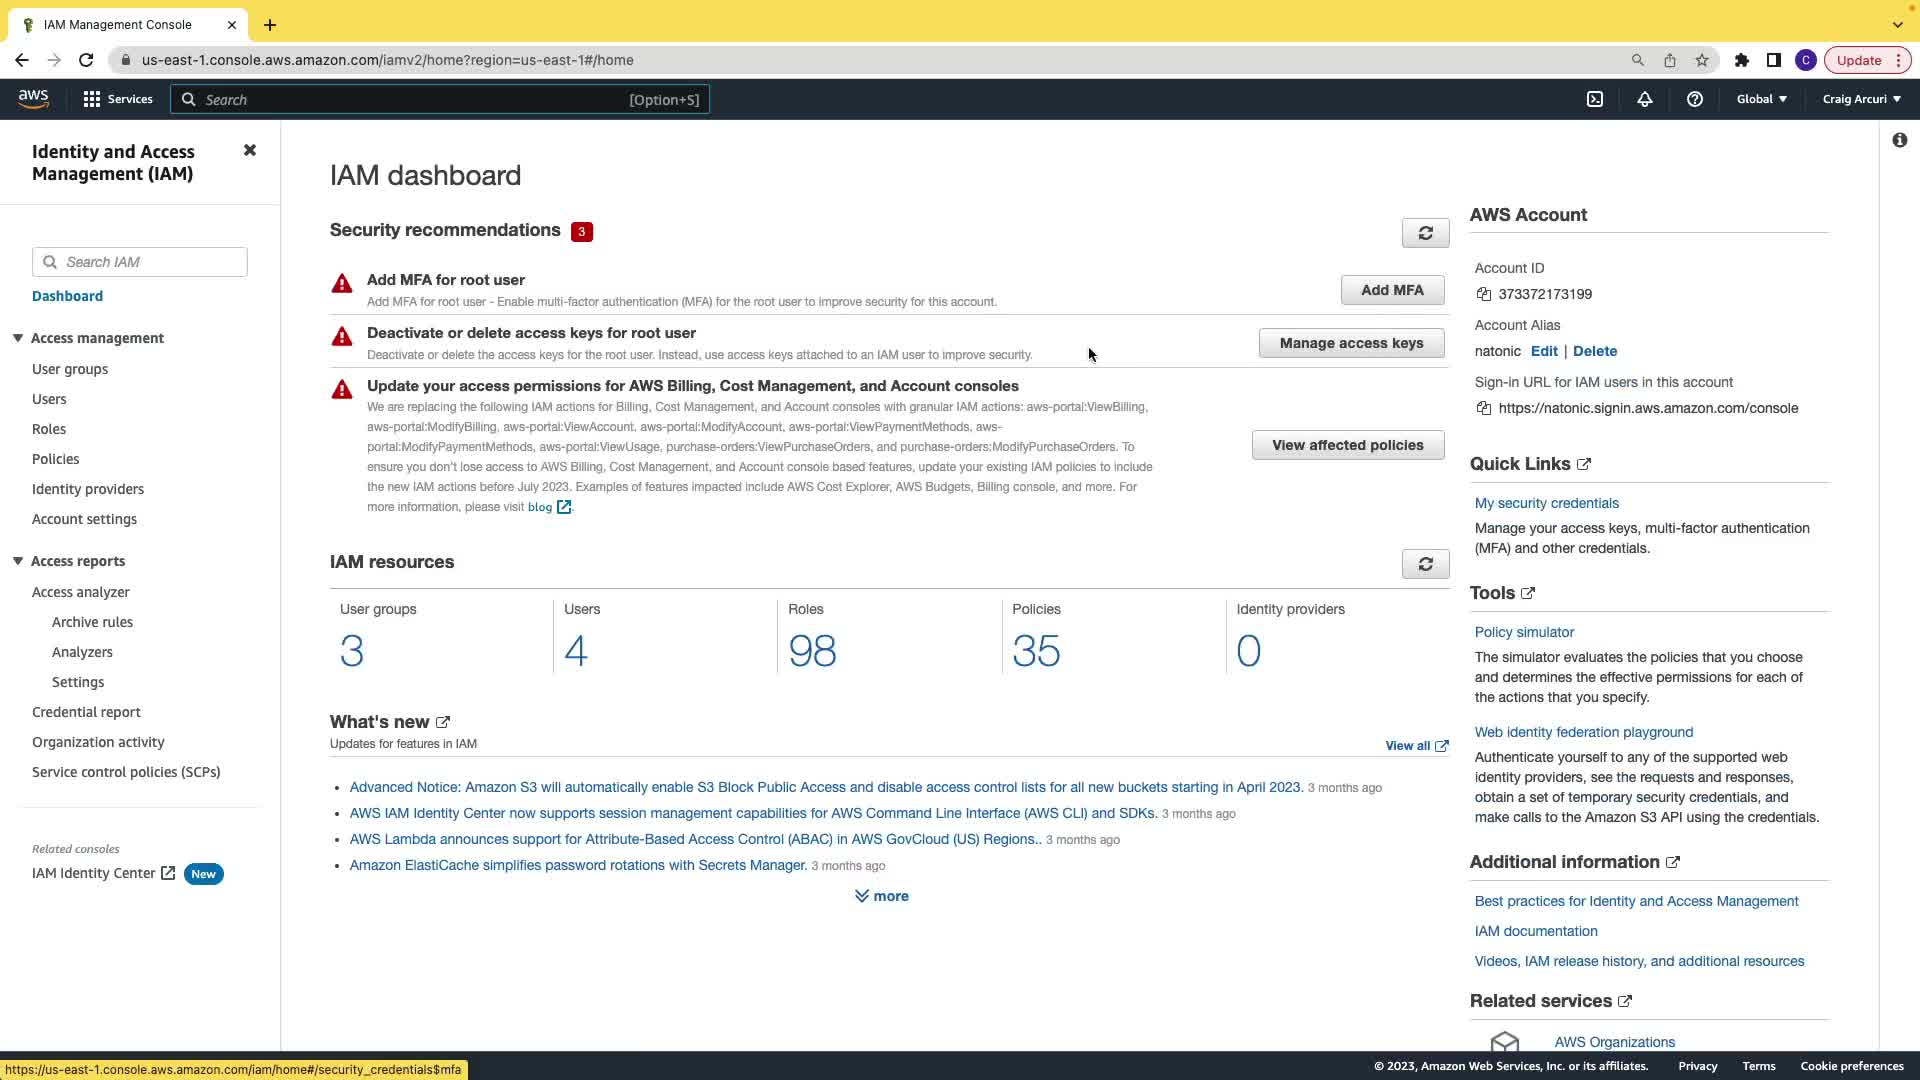 IAM Management Console
us-east-1.console.aws.amazon.com/iamv2/home?region=us-east-1#/home
C
Update
aws
Services
Search
[Option+S]
Global
Craig Arcuri
Identity and Access
Management (IAM)
Search IAM
Dashboard
Access management
User groups
Users
Roles
Policies
Identity providers
Account settings
Access reports
Access analyzer
Archive rules
Analyzers
Settings
Credential report
Organization activity
Service control policies (SCPs)
Related consoles
IAM Identity Center New
IAM dashboard
Security recommendations 3
Add MFA for root user
Add MFA for root user - Enable multi-factor authentication (MFA) for the root user to improve security for this account.
Add MFA
Deactivate or delete access keys for root user
Deactivate or delete the access keys for the root user. Instead, use access keys attached to an IAM user to improve security.
Manage access keys
Update your access permissions for AWS Billing, Cost Management, and Account consoles
We are replacing the following IAM actions for Billing, Cost Management, and Account consoles with granular IAM actions: aws-portal:ViewBilling,
aws-portal:ModifyBilling, aws-portal:ViewAccount, aws-portal:ModifyAccount, aws-portal:ViewPaymentMethods, aws-
portal:ModifyPaymentMethods, aws-portal:ViewUsage, purchase-orders:ViewPurchaseOrders, and purchase-orders:ModifyPurchaseOrders. To
ensure you don't lose access to AWS Billing, Cost Management, and Account console based features, update your existing IAM policies to include
the new IAM actions before July 2023. Examples of features impacted include AWS Cost Explorer, AWS Budgets, Billing console, and more. For
more information, please visit blog .
View affected policies
IAM resources
User groups
3
Users
4
Roles
98
Policies
35
Identity providers
0
What's new
Updates for features in IAM
View all
• Advanced Notice: Amazon S3 will automatically enable S3 Block Public Access and disable access control lists for all new buckets starting in April 2023. 3 months ago
• AWS IAM Identity Center now supports session management capabilities for AWS Command Line Interface (AWS CLI) and SDKs. 3 months ago
• AWS Lambda announces support for Attribute-Based Access Control (ABAC) in AWS GovCloud (US) Regions.. 3 months ago
• Amazon ElastiCache simplifies password rotations with Secrets Manager. 3 months ago
more
AWS Account
Account ID
373372173199
Account Alias
natonic Edit | Delete
Sign-in URL for IAM users in this account
https://natonic.signin.aws.amazon.com/console
Quick Links
My security credentials
Manage your access keys, multi-factor authentication
(MFA) and other credentials.
Tools
Policy simulator
The simulator evaluates the policies that you choose
and determines the effective permissions for each of
the actions that you specify.
Web identity federation playground
Authenticate yourself to any of the supported web
identity providers, see the requests and responses,
obtain a set of temporary security credentials, and
make calls to the Amazon S3 API using the credentials.
Additional information
Best practices for Identity and Access Management
IAM documentation
Videos, IAM release history, and additional resources
Related services
AWS Organizations
https://us-east-1.console.aws.amazon.com/iam/home#/security_credentials$mfa
© 2023, Amazon Web Services, Inc. or its affiliates.
Privacy
Terms
Cookie preferences